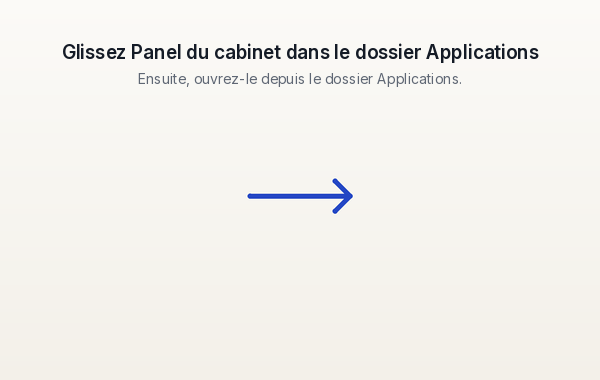 Glissez Panel du cabinet dans le dossier Applications
Ensuite, ouvrez-le depuis le dossier Applications.